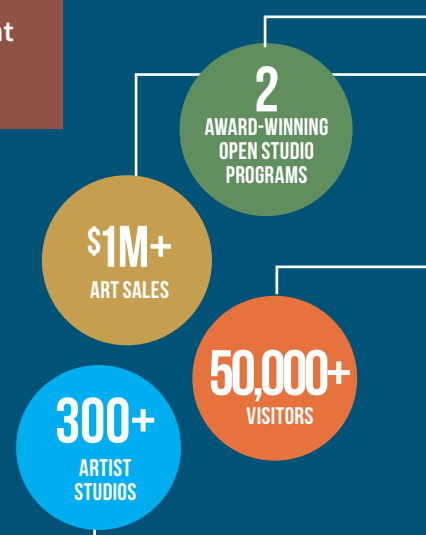 2
AWARD-WINNING
OPEN STUDIO
PROGRAMS
$1M+
ART SALES
50,000+
VISITORS
300+
ARTIST
STUDIOS